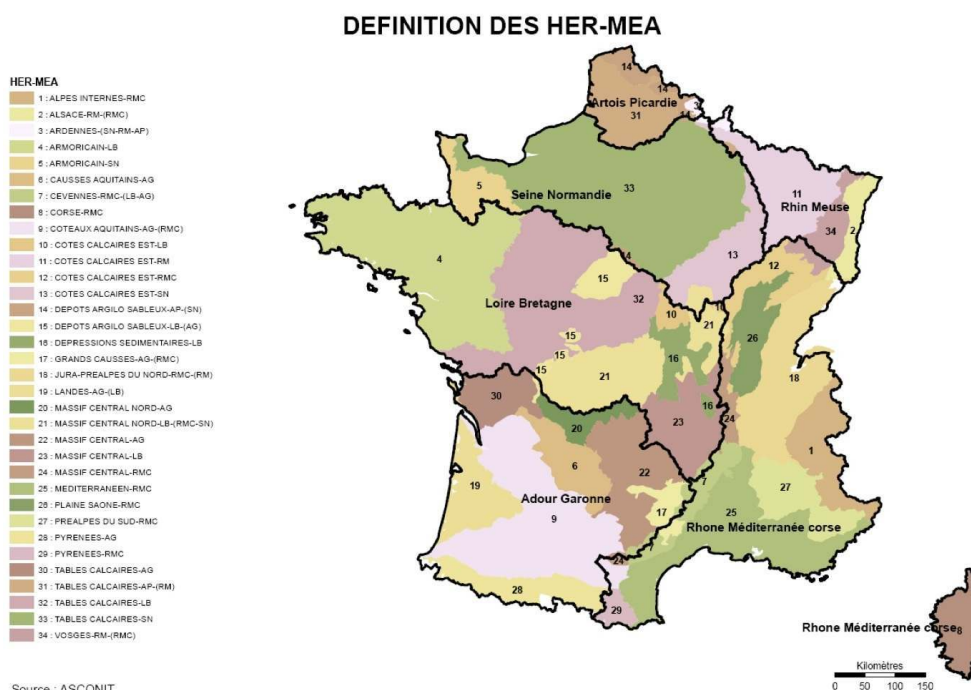 DEFINITION DES HER-MEA
HER-MEA
1 : ALPES INTERNES-RMC
2 : ALSACE-RM-(RMC)
3 : ARDENNES-(SN-RM-AP)
4 : ARMORICAIN-LB
5 : ARMORICAIN-SN
6 : CAUSSES AQUITAINS-AG
7 : CEVENNES-RMC-(LB-AG)
8 : CORSE-RMC
9 : COTEAUX AQUITAINS-AG-(RMC)
10 : COTES CALCAIRES EST-LB
11 : COTES CALCAIRES EST-RM
12 : COTES CALCAIRES EST-RMC
13 : COTES CALCAIRES EST-SN
14 : DEPOTS ARGILO SABLEUX-AP-(SN)
15 : DEPOTS ARGILO SABLEUX-LB-(AG)
16 : DEPRESSIONS SEDIMENTAIRES-LB
17 : GRANDS CAUSSES-AG-(RMC)
18 : JURA-PREALPES DU NORD-RMC-(RM)
19 : LANDES-AG-(LB)
20 : MASSIF CENTRAL NORD-AG
21 : MASSIF CENTRAL NORD-LB-(RMC-SN)
22 : MASSIF CENTRAL-AG
23 : MASSIF CENTRAL-LB
24 : MASSIF CENTRAL-RMC
25 : MEDITERRANEEN-RMC
26 : PLAINE SAONE-RMC
27 : PREALPES DU SUD-RMC
28 : PYRENEES-AG
29 : PYRENEES-RMC
30 : TABLES CALCAIRES-AG
31 : TABLES CALCAIRES-AP-(RM)
32 : TABLES CALCAIRES-LB
33 : TABLES CALCAIRES-SN
34 : VOSGES-RM-(RMC)
Source : ASCONIT
14
14
Artois Picardie
3
31
14
33
5
Seine Normandie
11
Rhin Meuse
34
2
4
14
13
12
15
32
Loire Bretagne
10
21
26
15
16
15
15
21
18
30
16
23
24
20
1
6
22
7
27
19
Adour Garonne
17
9
25
Rhone Méditerranée corse
7
24
28
29
Rhone Méditerranée corse
8
Kilomètres
0 50 100 150